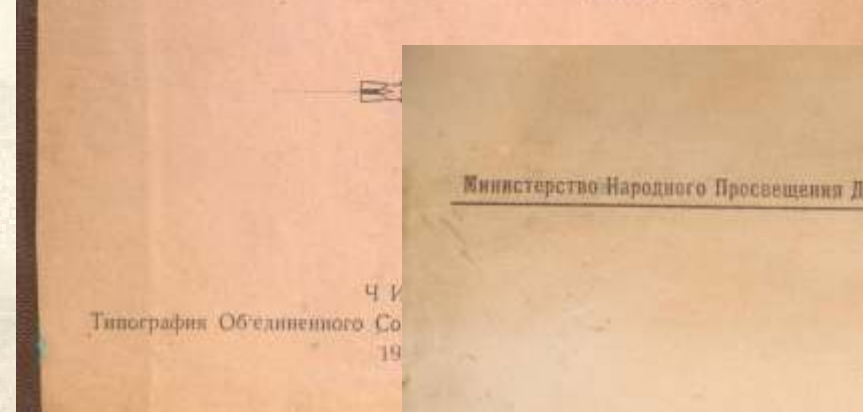 Министерство Народного Просвещения Д
Ч И
Типография Об'единенного Со
19